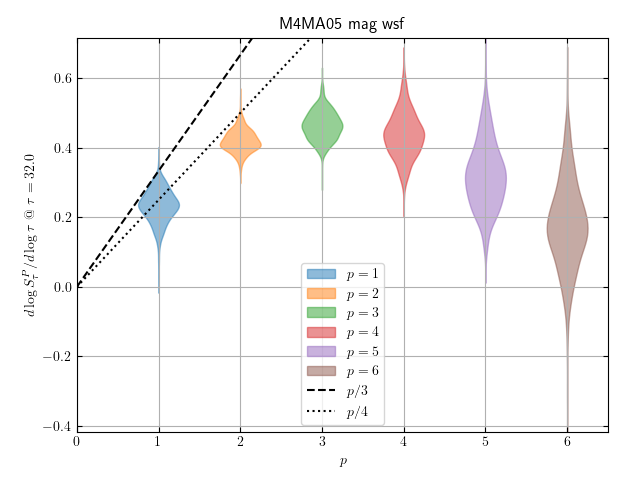 M4MA05 mag wsf
d log S_τ^P / d log τ @ τ = 32.0
0.6
0.4
0.2
0.0
−0.2
−0.4
p = 1
p = 2
p = 3
p = 4
p = 5
p = 6
p/3
p/4
0 1 2 3 4 5 6
p